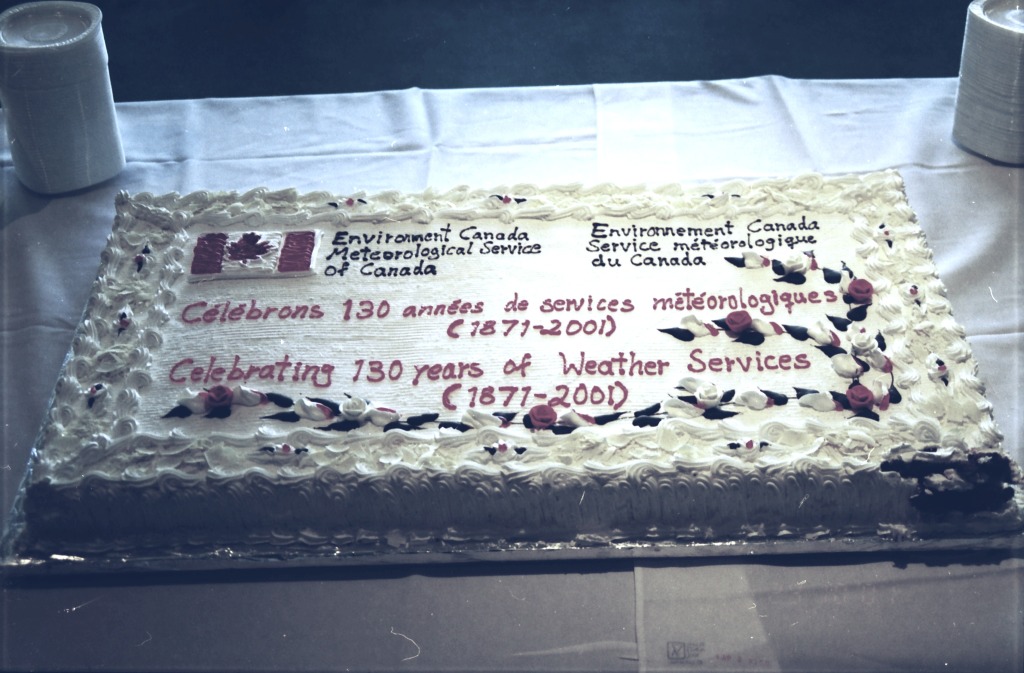 Environment Canada
Meteorological Service
of Canada
Environnement Canada
Service météorologique
du Canada
Célébrons 130 années de services météorologiques
(1871-2001)
Celebrating 130 years of Weather Services
(1871-2001)